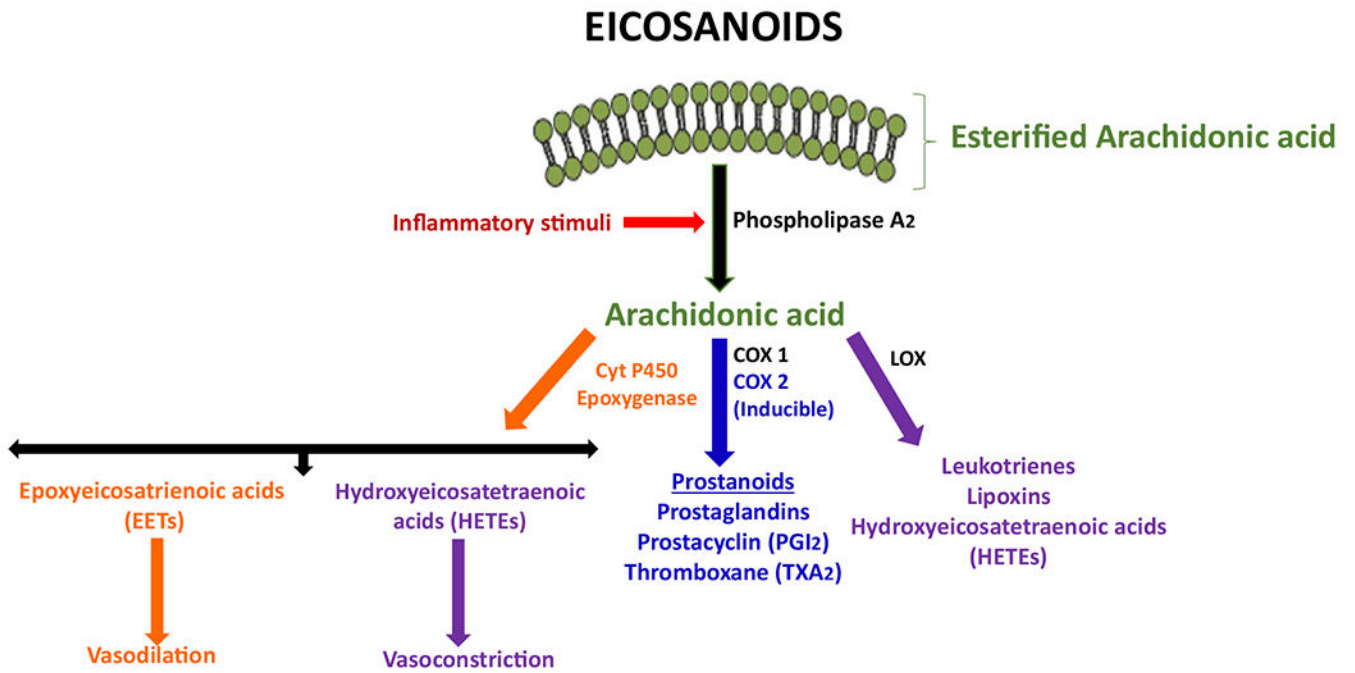 EICOSANOIDS
Esterified Arachidonic acid
Inflammatory stimuli
Phospholipase A2
Arachidonic acid
Cyt P450
Epoxygenase
COX 1
COX 2
(Inducible)
LOX
Epoxyeicosatrienoic acids
(EETs)
Hydroxyeicosatetraenoic
acids (HETEs)
Prostanoids
Prostaglandins
Prostacyclin (PGI2)
Thromboxane (TXA2)
Leukotrienes
Lipoxins
Hydroxyeicosatetraenoic acids
(HETEs)
Vasodilation
Vasoconstriction